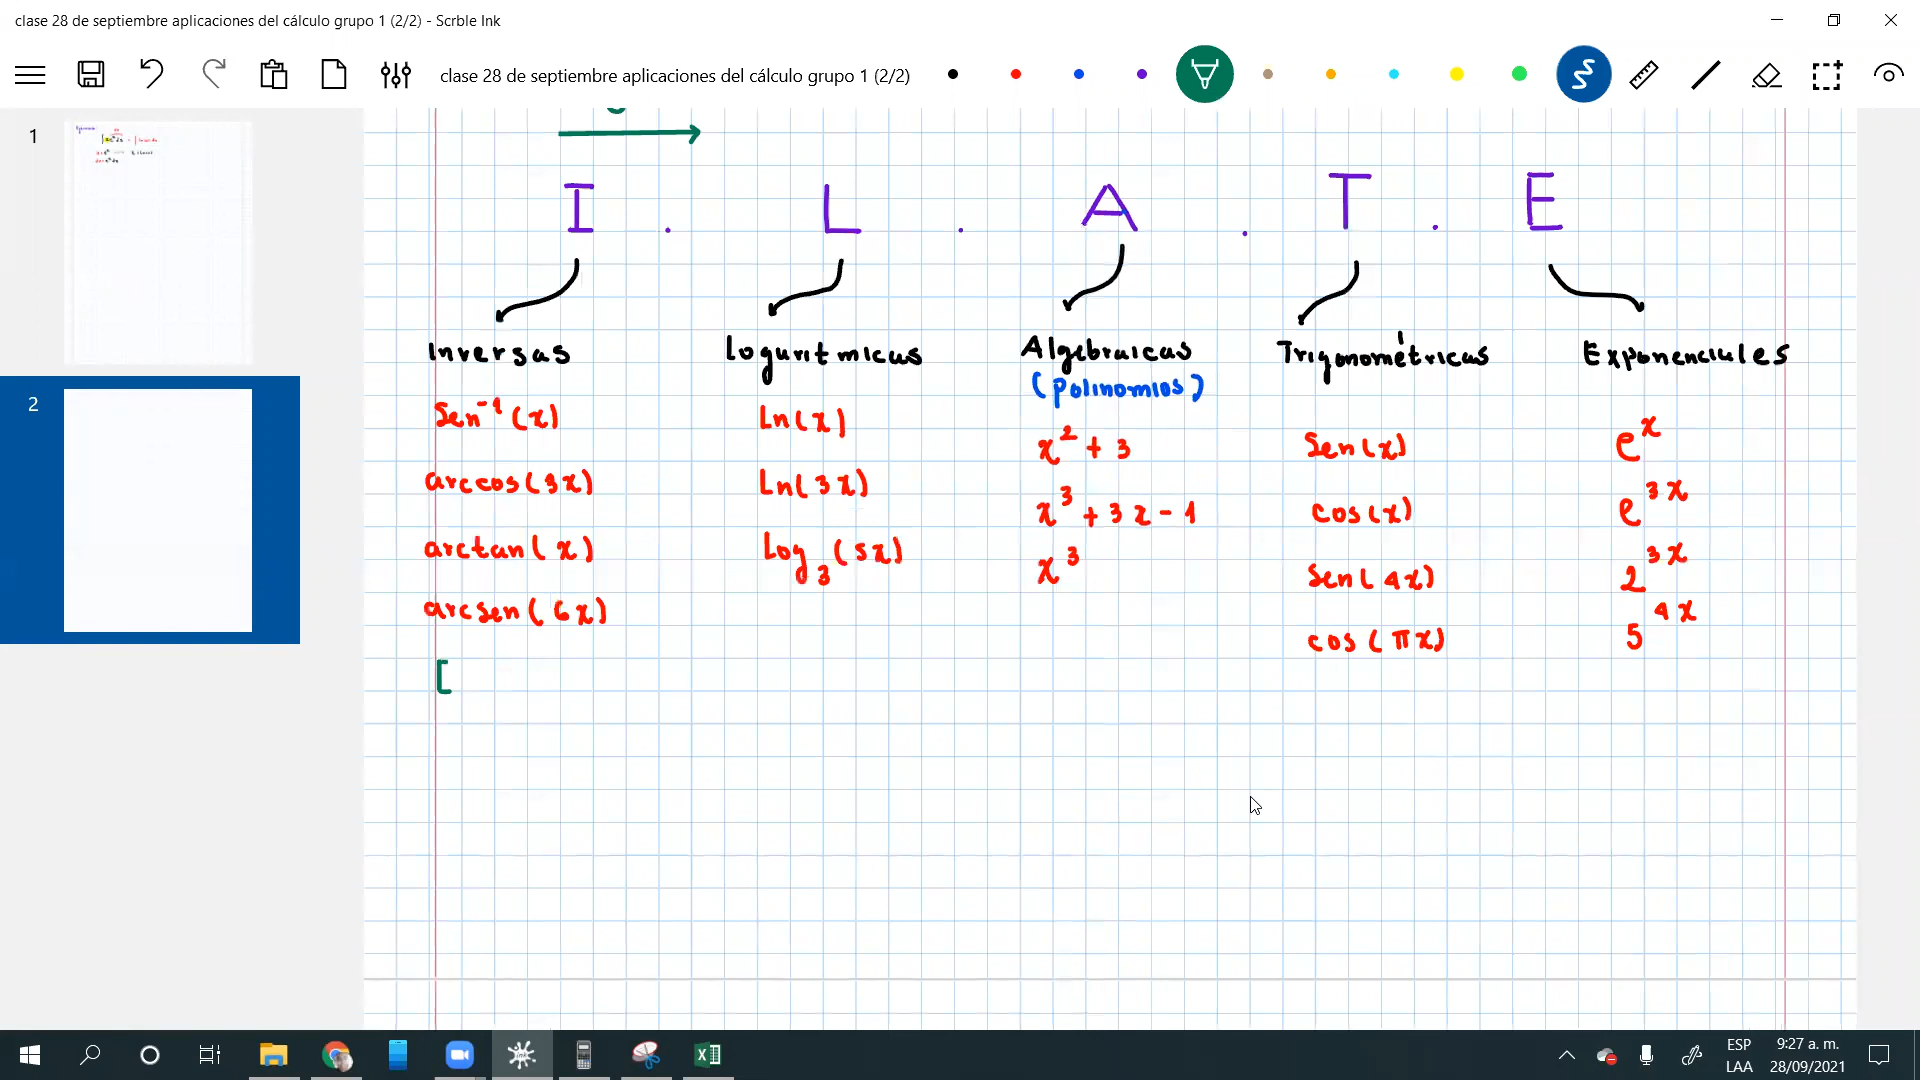 clase 28 de septiembre aplicaciones del cálculo grupo 1 (2/2) - Scrble Ink
clase 28 de septiembre aplicaciones del cálculo grupo 1 (2/2)
1
2
I . L . A . T . E
Inversas Logaritmicas Algebraicas Trigonométricas Exponenciales
(polinomios)
Sen⁻¹(x) Ln(x) x² + 3 Sen(x) eˣ
arccos(3x) Ln(3x) x³ + 3x - 1 cos(x) e³ˣ
arctan(x) Log₃(5x) x³ Sen(4x) 2³ˣ
arcsen(6x) cos(πx) 5⁴ˣ
[
ESP 9:27 a. m.
LAA 28/09/2021